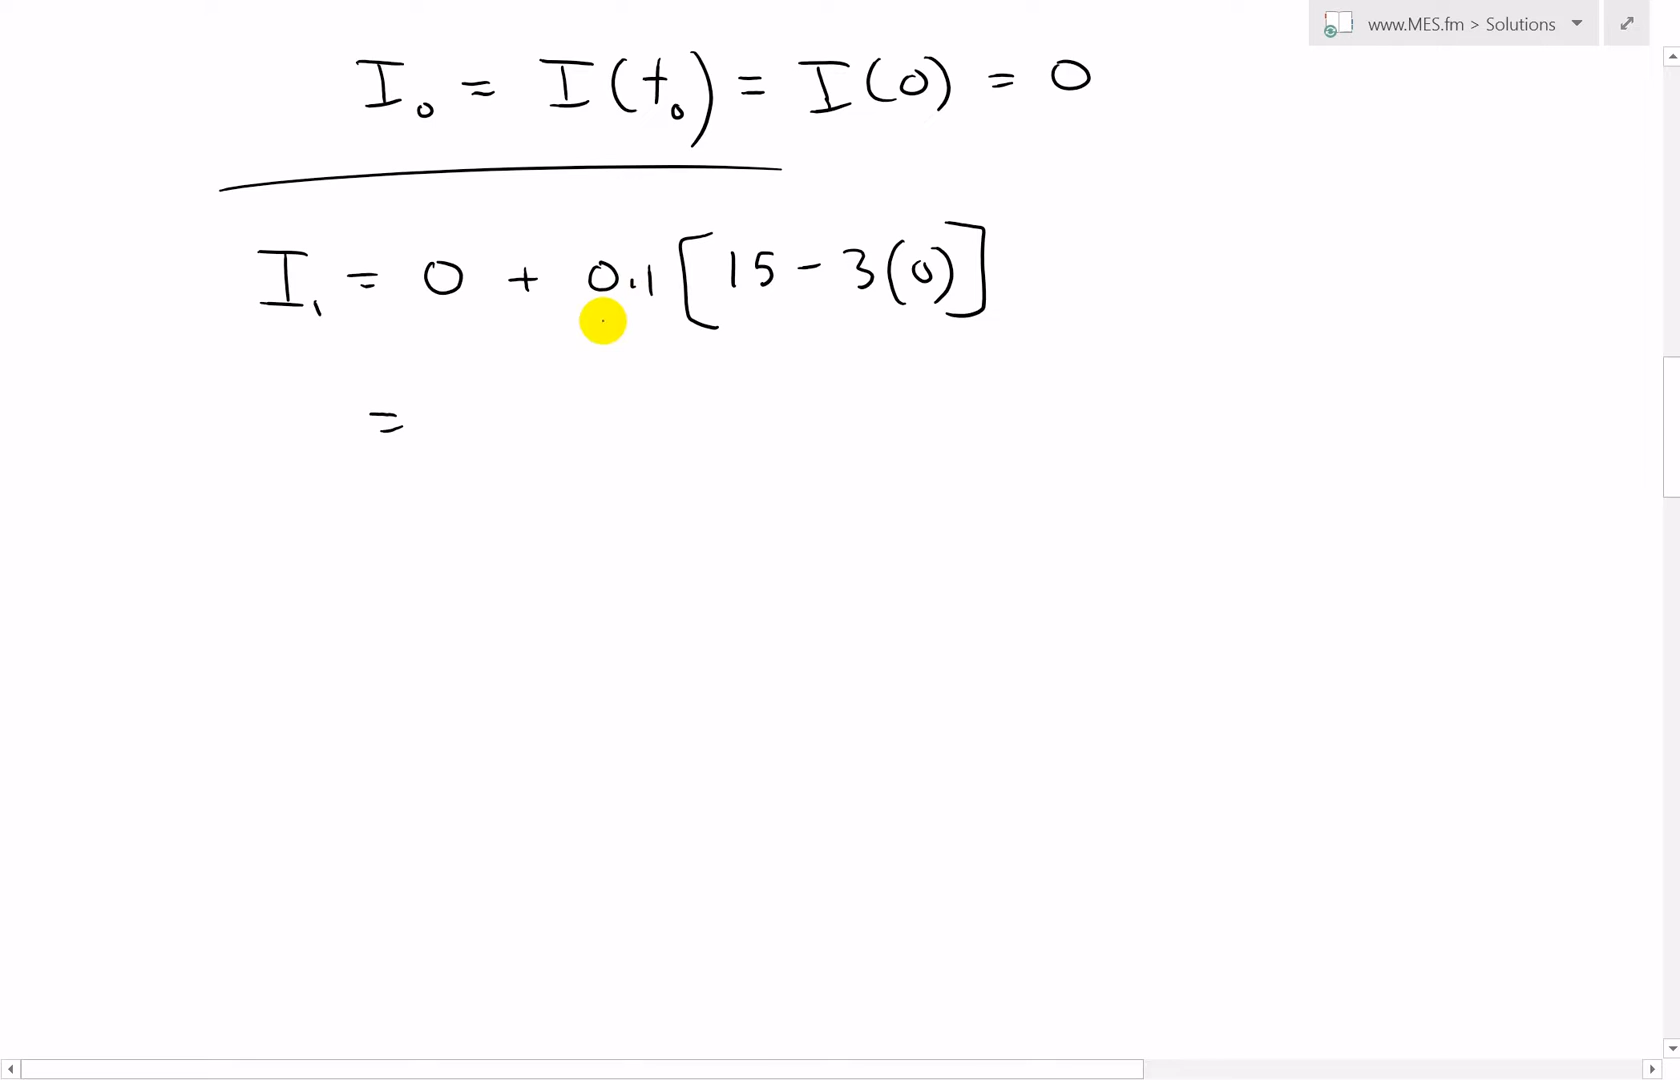 www.MES.fm > Solutions
I₀ = I(t₀) = I(0) = 0
I₁ = 0 + 0.1[15 - 3(0)]
=